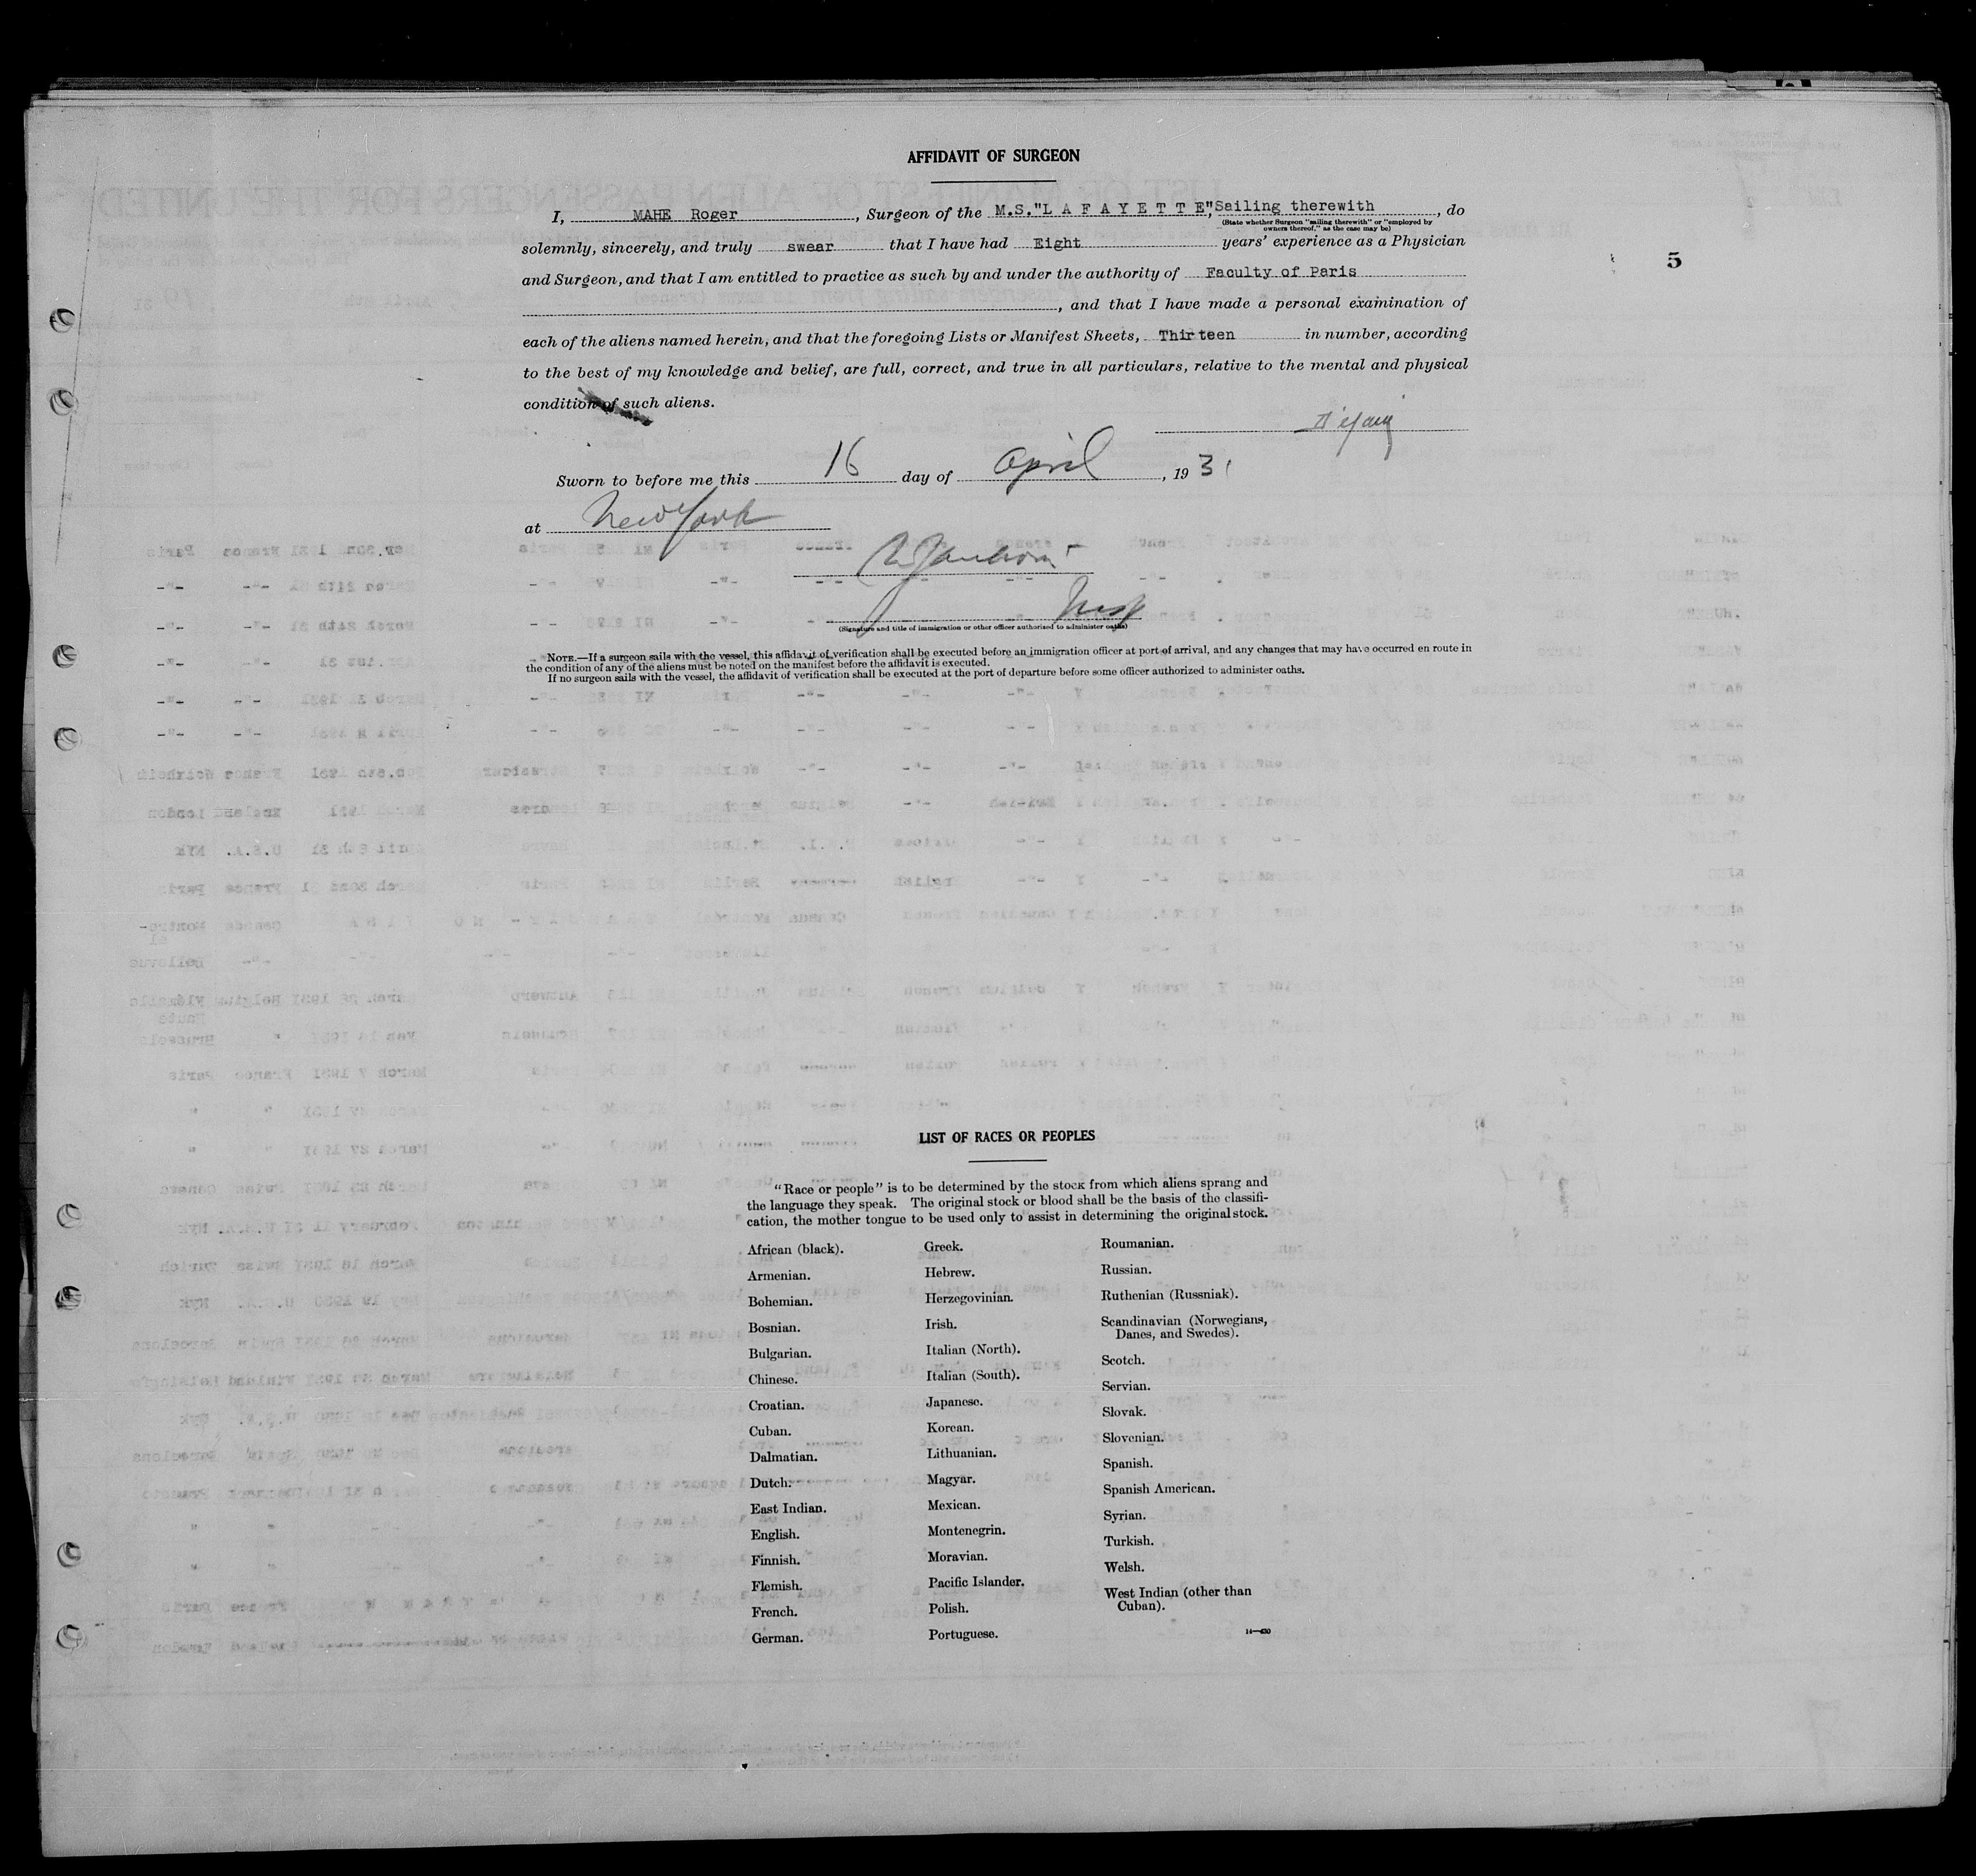 AFFIDAVIT OF SURGEON
I, MAHE Roger, Surgeon of the M.S."L A F A Y E T T E", Sailing therewith, do
(State whether Surgeon "sailing therewith" or "employed by
owners thereof," as the case may be)
solemnly, sincerely, and truly swear that I have had Eight years' experience as a Physician
and Surgeon, and that I am entitled to practice as such by and under the authority of Faculty of Paris
5
, and that I have made a personal examination of
each of the aliens named herein, and that the foregoing Lists or Manifest Sheets, Thirteen in number, according
to the best of my knowledge and belief, are full, correct, and true in all particulars, relative to the mental and physical
condition of such aliens.
Sworn to before me this 16 day of April, 1931
at New York
Insp
(Signature and title of immigration or other officer authorized to administer oaths)
NOTE.—If a surgeon sails with the vessel, this affidavit of verification shall be executed before an immigration officer at port of arrival, and any changes that may have occurred en route in
the condition of any of the aliens must be noted on the manifest before the affidavit is executed.
If no surgeon sails with the vessel, the affidavit of verification shall be executed at the port of departure before some officer authorized to administer oaths.
LIST OF RACES OR PEOPLES
"Race or people" is to be determined by the stock from which aliens sprang and
the language they speak. The original stock or blood shall be the basis of the classifi-
cation, the mother tongue to be used only to assist in determining the original stock.
African (black).
Armenian.
Bohemian.
Bosnian.
Bulgarian.
Chinese.
Croatian.
Cuban.
Dalmatian.
Dutch.
East Indian.
English.
Finnish.
Flemish.
French.
German.
Greek.
Hebrew.
Herzegovinian.
Irish.
Italian (North).
Italian (South).
Japanese.
Korean.
Lithuanian.
Magyar.
Mexican.
Montenegrin.
Moravian.
Pacific Islander.
Polish.
Portuguese.
Roumanian.
Russian.
Ruthenian (Russniak).
Scandinavian (Norwegians,
Danes, and Swedes).
Scotch.
Servian.
Slovak.
Slovenian.
Spanish.
Spanish American.
Syrian.
Turkish.
Welsh.
West Indian (other than
Cuban).